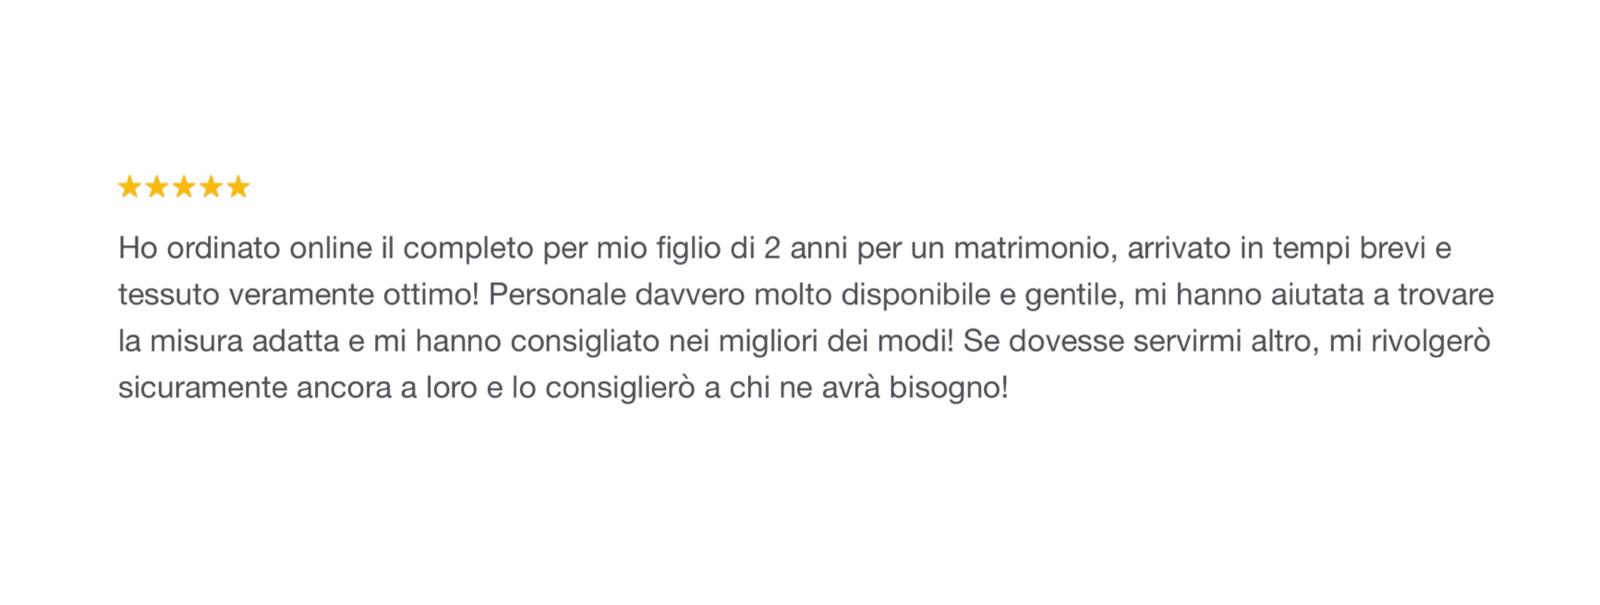 Ho ordinato online il completo per mio figlio di 2 anni per un matrimonio, arrivato in tempi brevi e
tessuto veramente ottimo! Personale davvero molto disponibile e gentile, mi hanno aiutata a trovare
la misura adatta e mi hanno consigliato nei migliori dei modi! Se dovesse servirmi altro, mi rivolgerò
sicuramente ancora a loro e lo consiglierò a chi ne avrà bisogno!